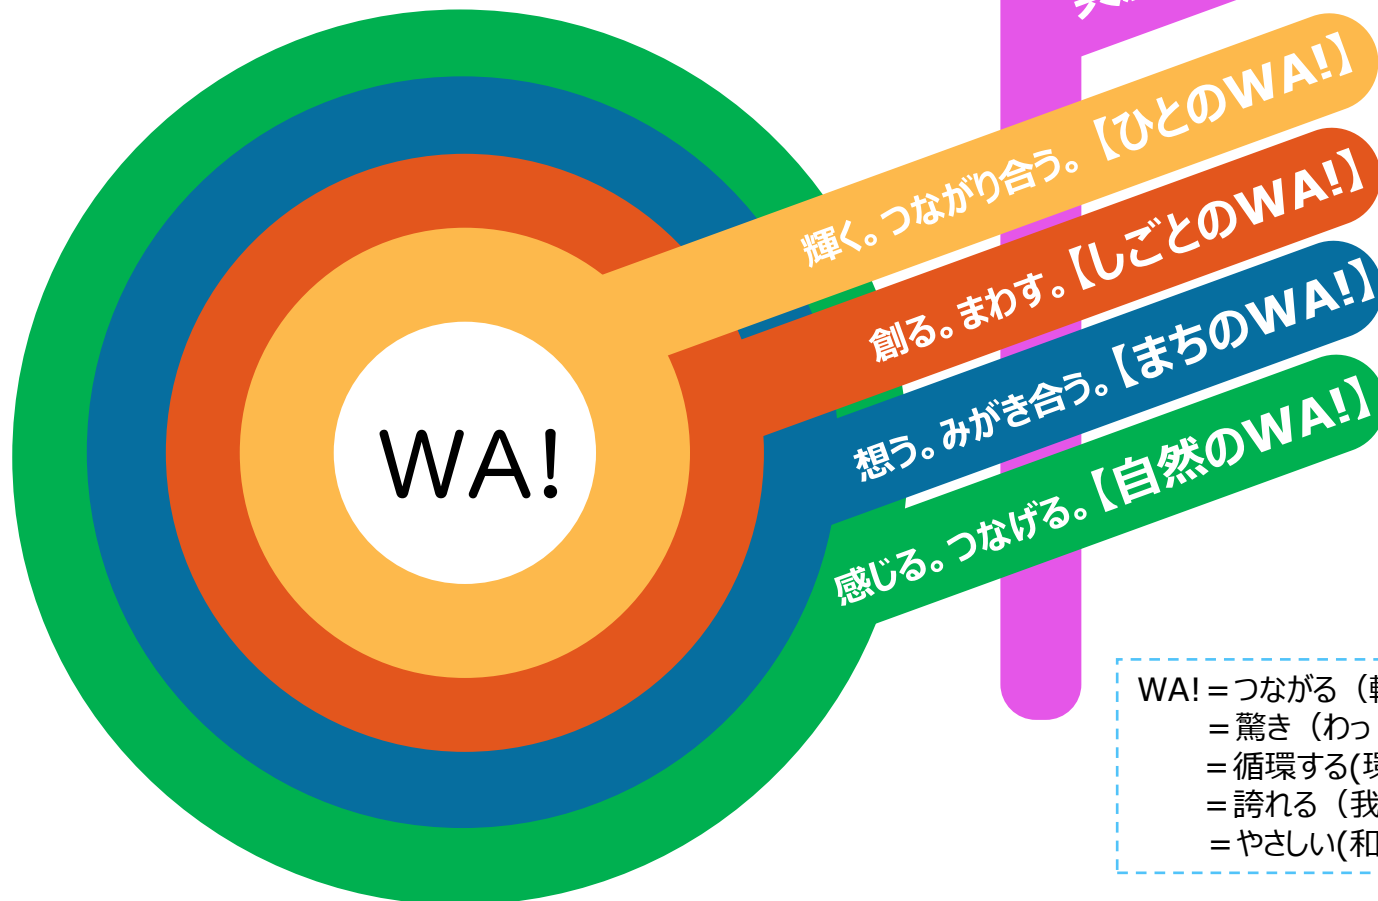 輝く。つながり合う。【ひとのWA!】
創る。まわす。【しごとのWA!】
想う。みがき合う。【まちのWA!】
感じる。つなげる。【自然のWA!】
WA!
WA!＝つながる（
＝驚き（わっ
＝循環する(環
＝誇れる（我
＝やさしい(和